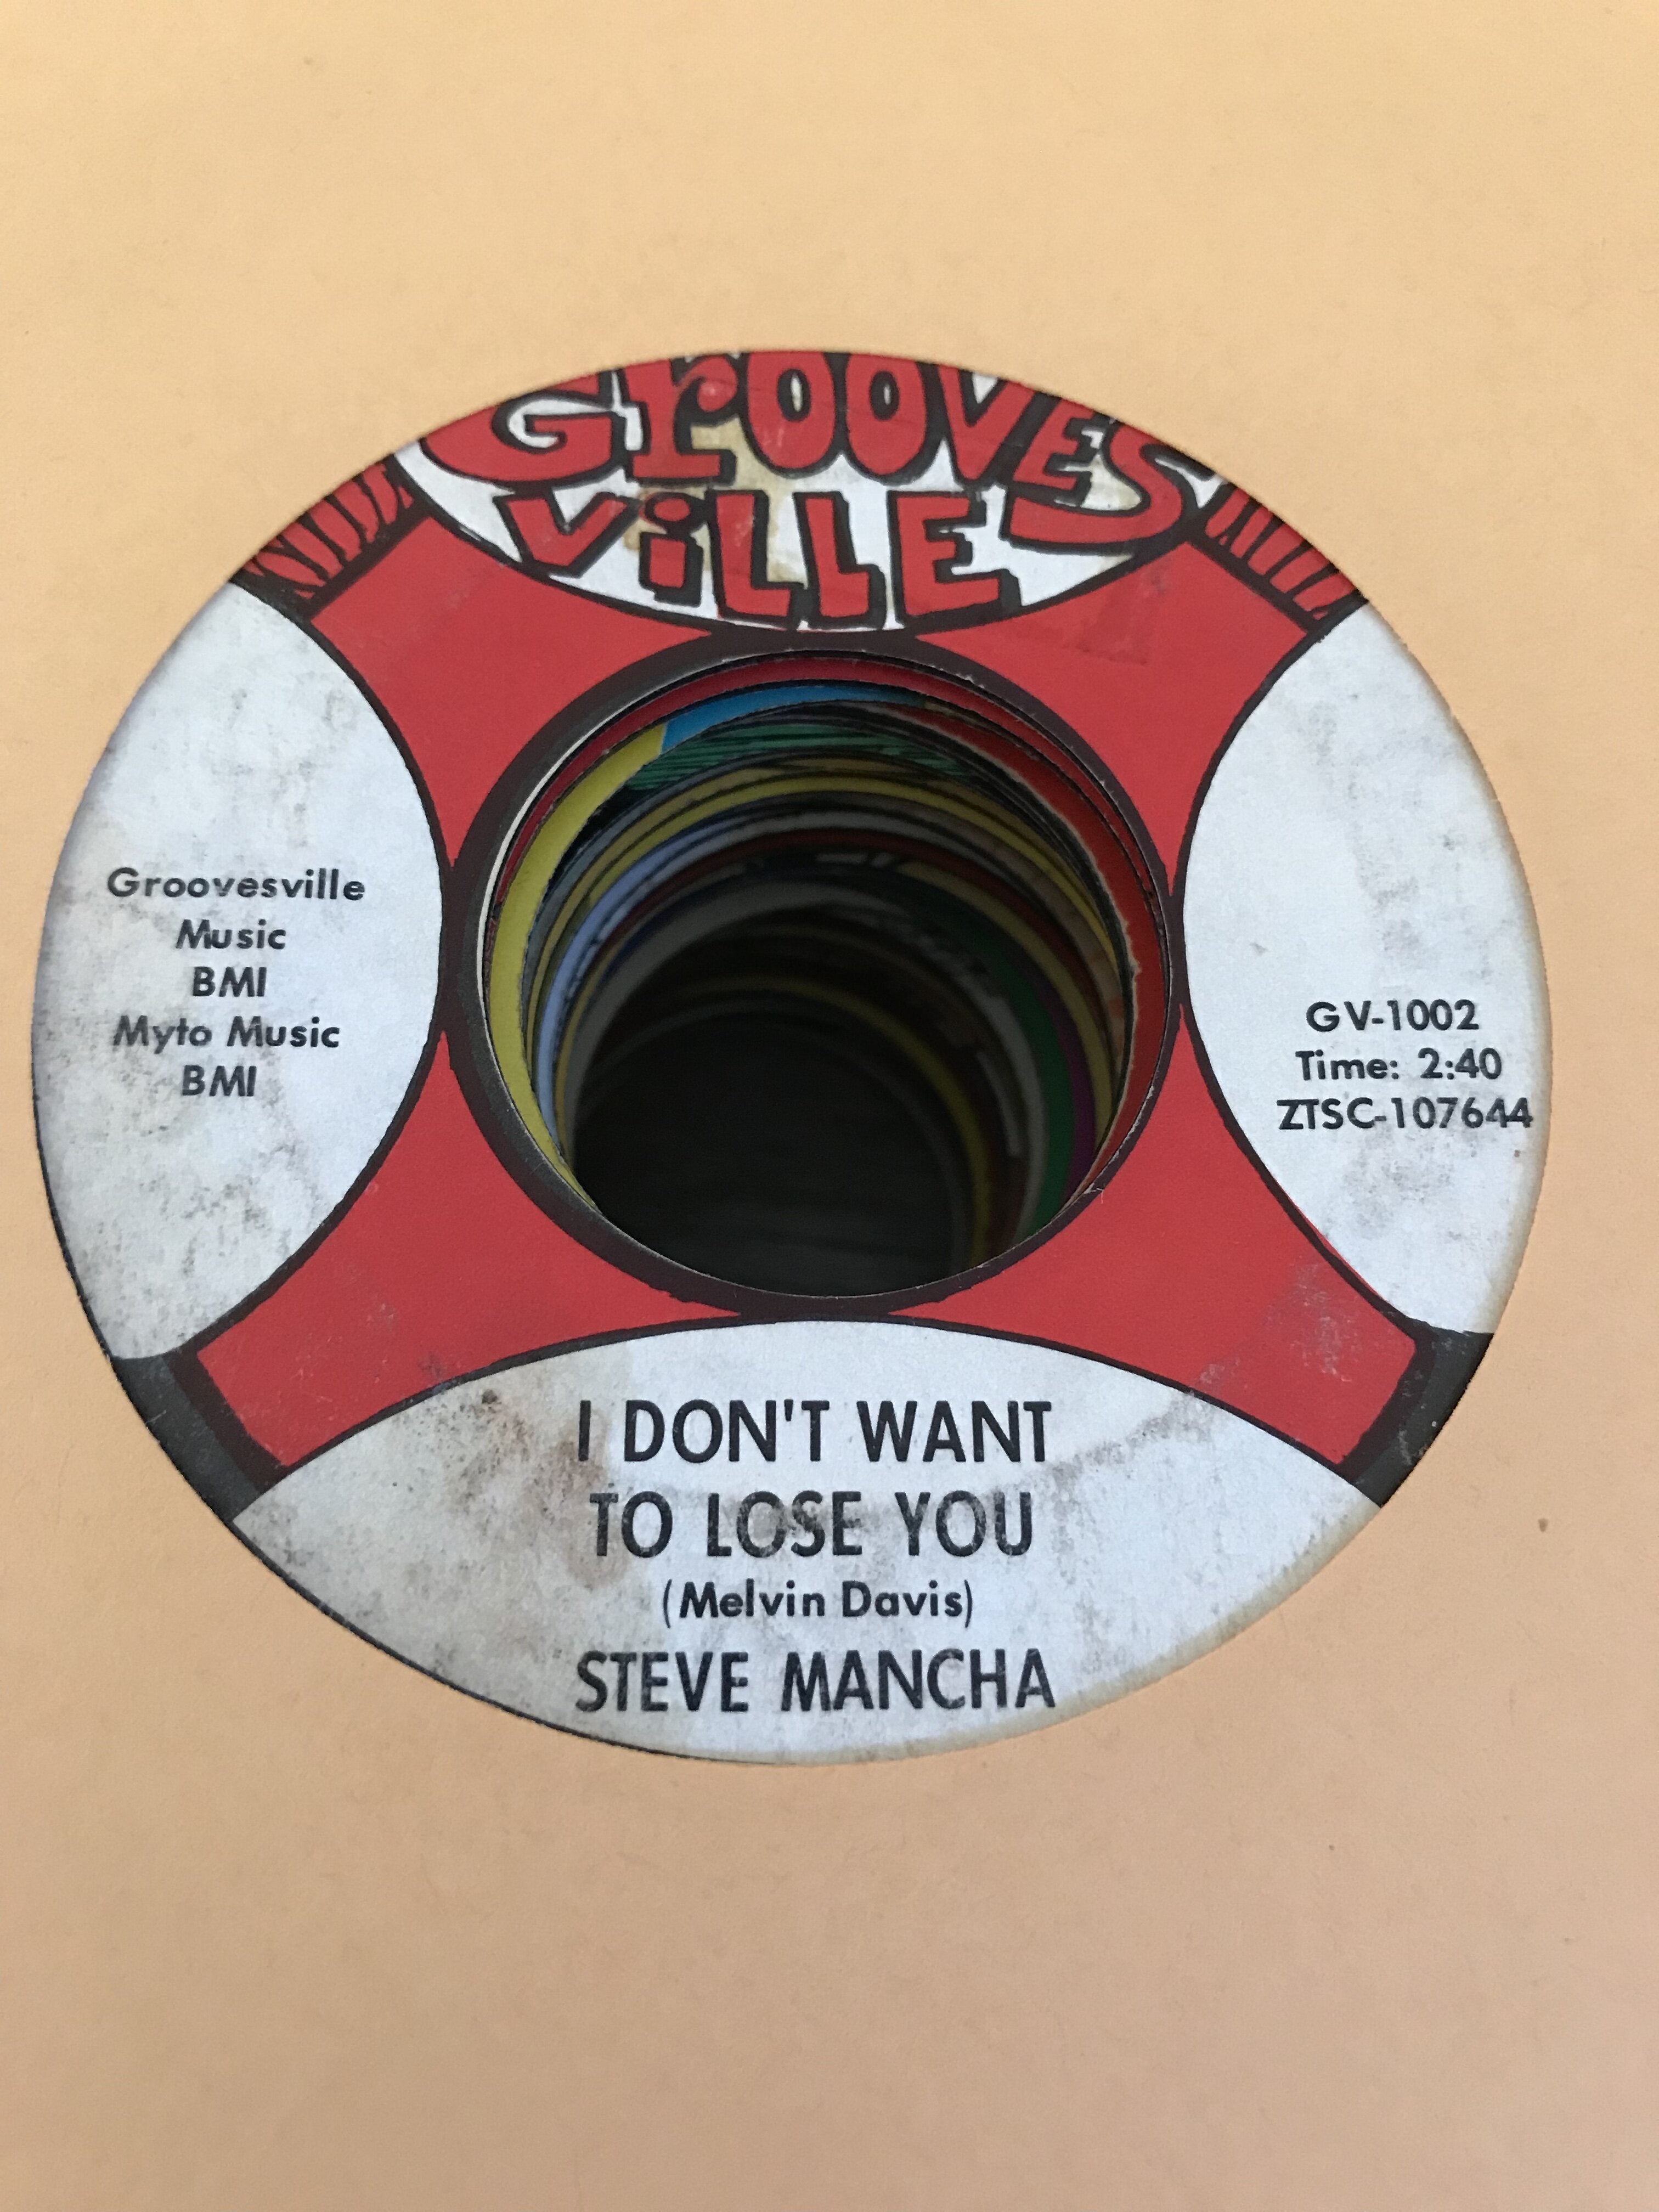 GrOOVES
ViLLE
Groovesville
Music
BMI
Myto Music
BMI
GV-1002
Time: 2:40
ZTSC-107644
I DON'T WANT
TO LOSE YOU
(Melvin Davis)
STEVE MANCHA